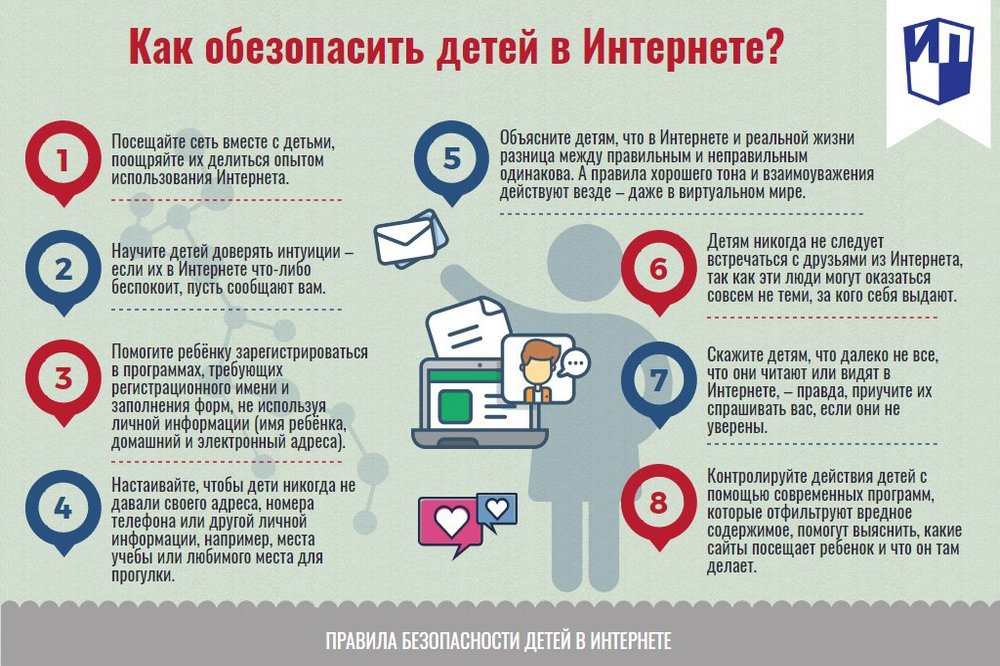 Как обезопасить детей в Интернете?
ИП
1
Посещайте сеть вместе с детьми,
поощряйте их делиться опытом
использования Интернета.
2
Научите детей доверять интуиции –
если их в Интернете что-либо
беспокоит, пусть сообщают вам.
3
Помогите ребёнку зарегистрироваться
в программах, требующих
регистрационного имени и
заполнения форм, не используя
личной информации (имя ребёнка,
домашний и электронный адреса).
4
Настаивайте, чтобы дети никогда не
давали своего адреса, номера
телефона или другой личной
информации, например, места
учебы или любимого места для
прогулки.
5
Объясните детям, что в Интернете и реальной жизни
разница между правильным и неправильным
одинакова. А правила хорошего тона и взаимоуважения
действуют везде – даже в виртуальном мире.
6
Детям никогда не следует
встречаться с друзьями из Интернета,
так как эти люди могут оказаться
совсем не теми, за кого себя выдают.
7
Скажите детям, что далеко не все,
что они читают или видят в
Интернете, – правда, приучите их
спрашивать вас, если они не
уверены.
8
Контролируйте действия детей с
помощью современных программ,
которые отфильтруют вредное
содержимое, помогут выяснить, какие
сайты посещает ребенок и что он там
делает.
ПРАВИЛА БЕЗОПАСНОСТИ ДЕТЕЙ В ИНТЕРНЕТЕ